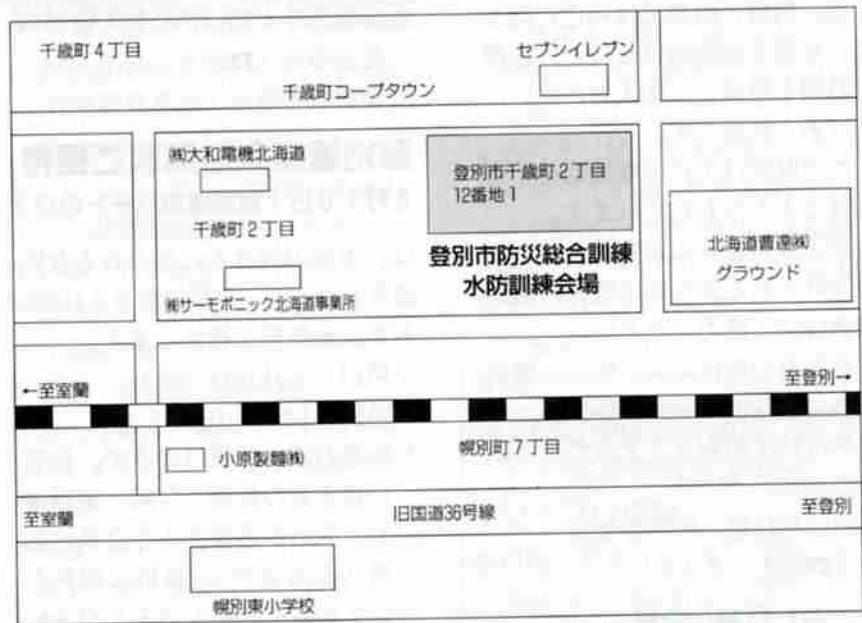 千歳町4丁目
セブンイレブン
千歳町コープタウン
㈱大和電機北海道
登別市千歳町2丁目
12番地1
千歳町2丁目
北海道曹達㈱
グラウンド
登別市防災総合訓練
水防訓練会場
㈱サーモボニック北海道事業所
←至室蘭
至登別→
小原製麵㈱
幌別町7丁目
至室蘭
旧国道36号線
至登別
幌別東小学校